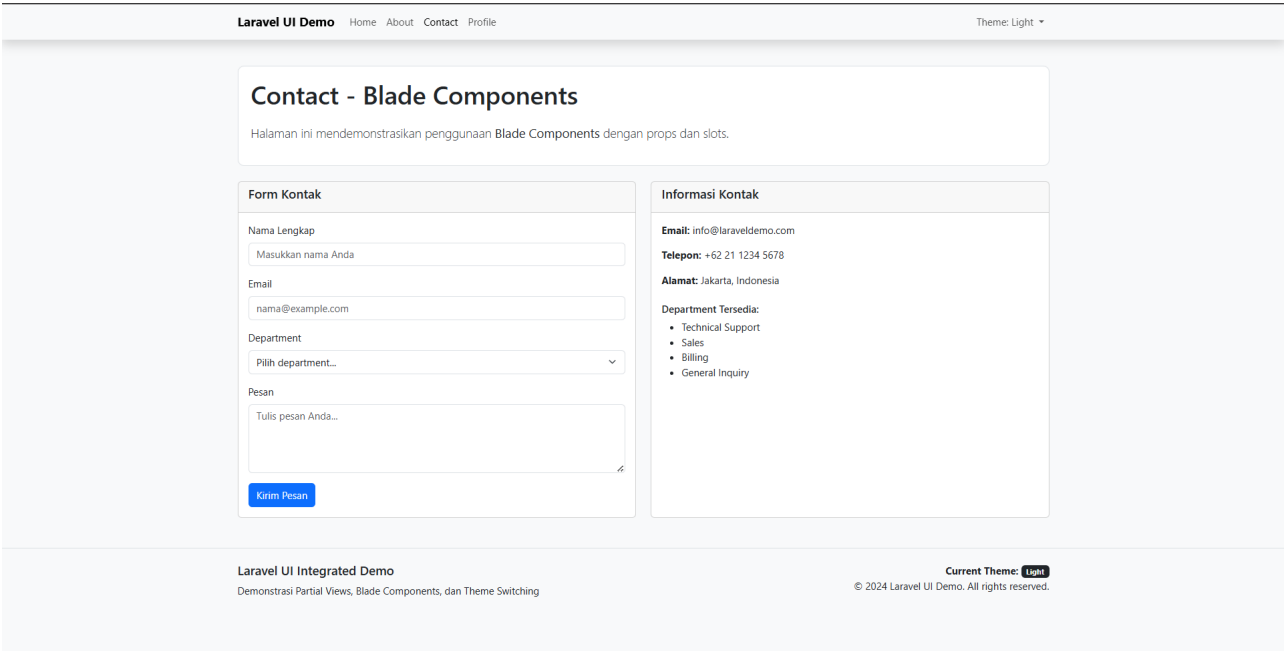 Laravel UI Demo Home About Contact Profile Theme: Light
Contact - Blade Components
Halaman ini mendemonstrasikan penggunaan Blade Components dengan props dan slots.
Form Kontak
Nama Lengkap
Masukkan nama Anda
Email
nama@example.com
Department
Pilih department...
Pesan
Tulis pesan Anda...
Kirim Pesan
Informasi Kontak
Email: info@laraveldemo.com
Telepon: +62 21 1234 5678
Alamat: Jakarta, Indonesia
Department Tersedia:
Technical Support
Sales
Billing
General Inquiry
Laravel UI Integrated Demo
Demonstrasi Partial Views, Blade Components, dan Theme Switching
Current Theme: Light
© 2024 Laravel UI Demo. All rights reserved.